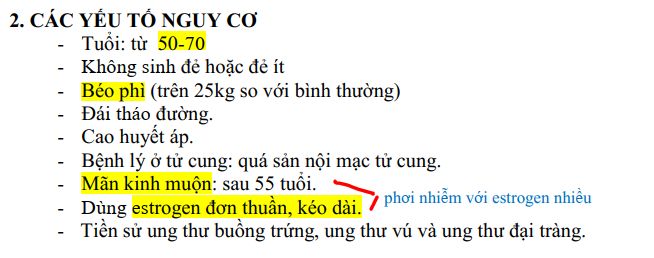 2. CÁC YẾU TỐ NGUY CƠ
- Tuổi: từ 50-70
- Không sinh đẻ hoặc đẻ ít
- Béo phì (trên 25kg so với bình thường)
- Đái tháo đường.
- Cao huyết áp.
- Bệnh lý ở tử cung: quá sản nội mạc tử cung.
- Mãn kinh muộn: sau 55 tuổi.
phơi nhiễm với estrogen nhiều
- Dùng estrogen đơn thuần, kéo dài.
- Tiền sử ung thư buồng trứng, ung thư vú và ung thư đại tràng.